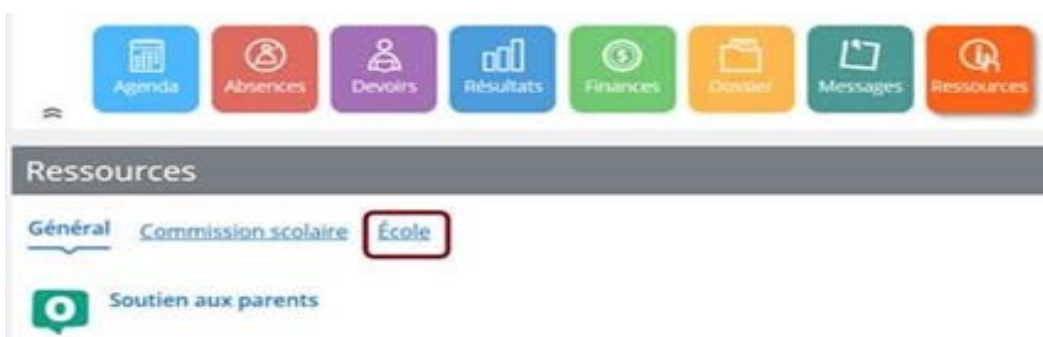 Agenda Absences Devoirs Résultats Finances Dossier Messages Ressources
Ressources
Général Commission scolaire École
Soutien aux parents